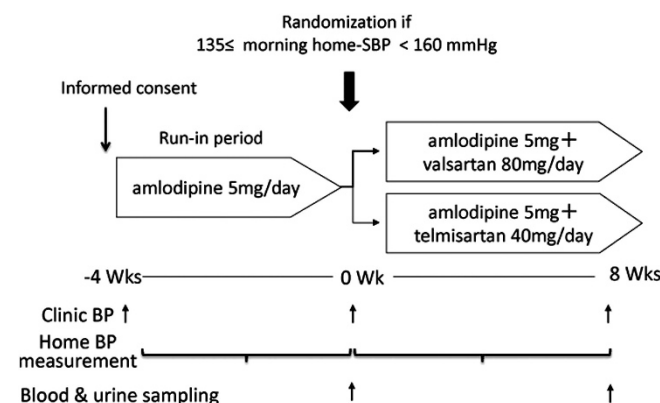 Randomization if
135≤ morning home-SBP < 160 mmHg
Informed consent
Run-in period
amlodipine 5mg/day
amlodipine 5mg+
valsartan 80mg/day
amlodipine 5mg+
telmisartan 40mg/day
-4 Wks
0 Wk
8 Wks
Clinic BP
Home BP
measurement
Blood & urine sampling